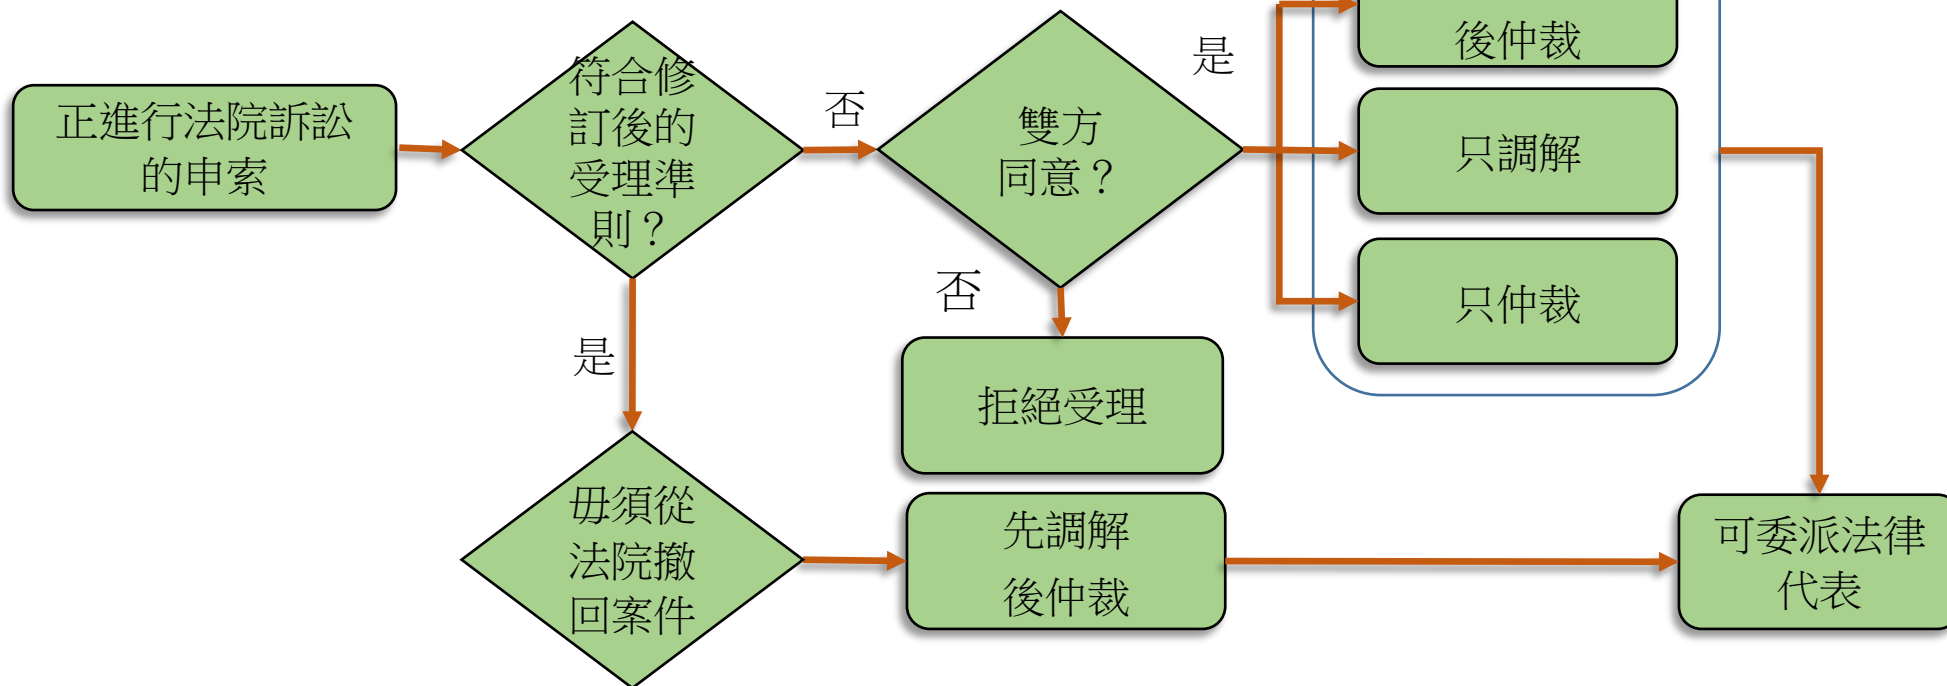 正進行法院訴訟
的申索
符合修
訂後的
受理準
則？
否
是
雙方
同意？
是
否
後仲裁
只調解
只仲裁
拒絕受理
毋須從
法院撤
回案件
先調解
後仲裁
可委派法律
代表